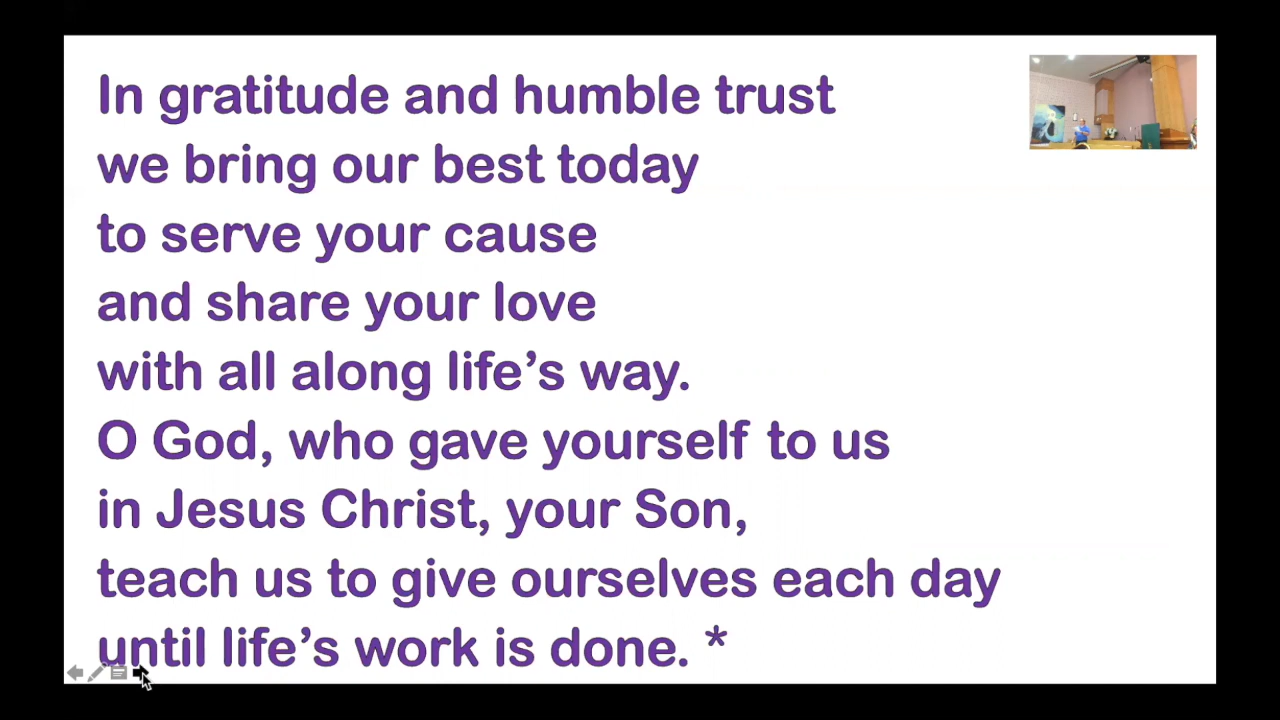 In gratitude and humble trust
we bring our best today
to serve your cause
and share your love
with all along life’s way.
O God, who gave yourself to us
in Jesus Christ, your Son,
teach us to give ourselves each day
until life’s work is done. *